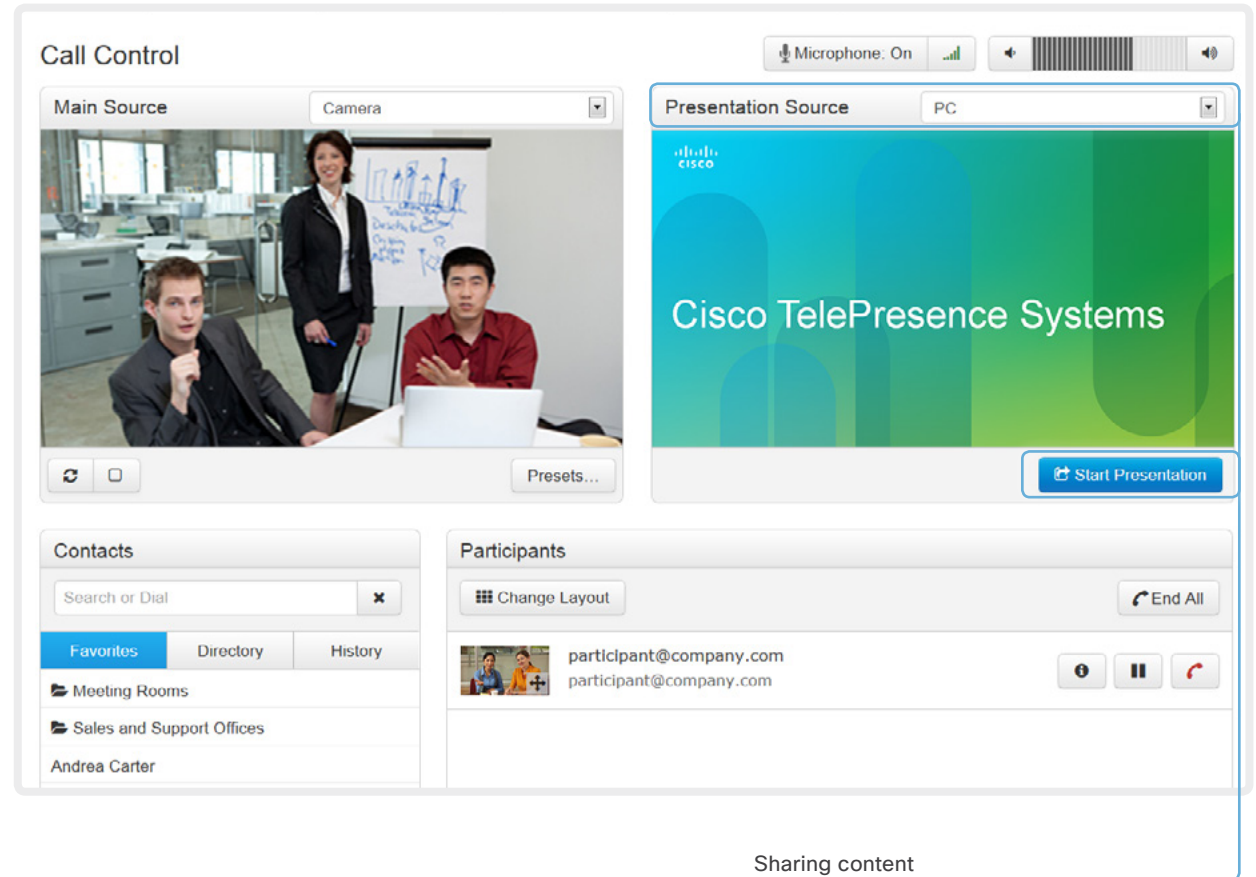 Call Control
Microphone: On
Main Source
Camera
Presentation Source
PC
CISCO
Cisco TelePresence Systems
Presets...
Start Presentation
Contacts
Search or Dial
Favorites
Directory
History
Meeting Rooms
Sales and Support Offices
Andrea Carter
Participants
Change Layout
End All
participant@company.com
participant@company.com
Sharing content